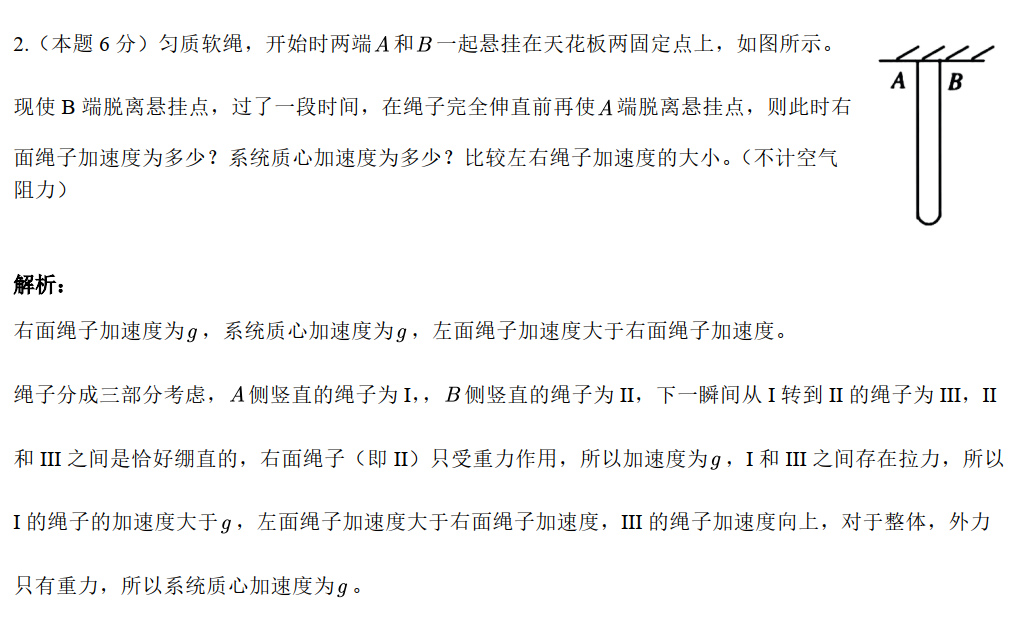 2.（本题 6 分）匀质软绳，开始时两端A和B一起悬挂在天花板两固定点上，如图所示。
现使 B 端脱离悬挂点，过了一段时间，在绳子完全伸直前再使A端脱离悬挂点，则此时右
面绳子加速度为多少？系统质心加速度为多少？比较左右绳子加速度的大小。（不计空气
阻力）
A B
解析：
右面绳子加速度为g，系统质心加速度为g，左面绳子加速度大于右面绳子加速度。
绳子分成三部分考虑，A侧竖直的绳子为 I，，B侧竖直的绳子为 II，下一瞬间从 I 转到 II 的绳子为 III，II
和 III 之间是恰好绷直的，右面绳子（即 II）只受重力作用，所以加速度为g，I 和 III 之间存在拉力，所以
I 的绳子的加速度大于g，左面绳子加速度大于右面绳子加速度，III 的绳子加速度向上，对于整体，外力
只有重力，所以系统质心加速度为g。